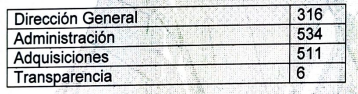 Dirección General 316
Administración 534
Adquisiciones 511
Transparencia 6